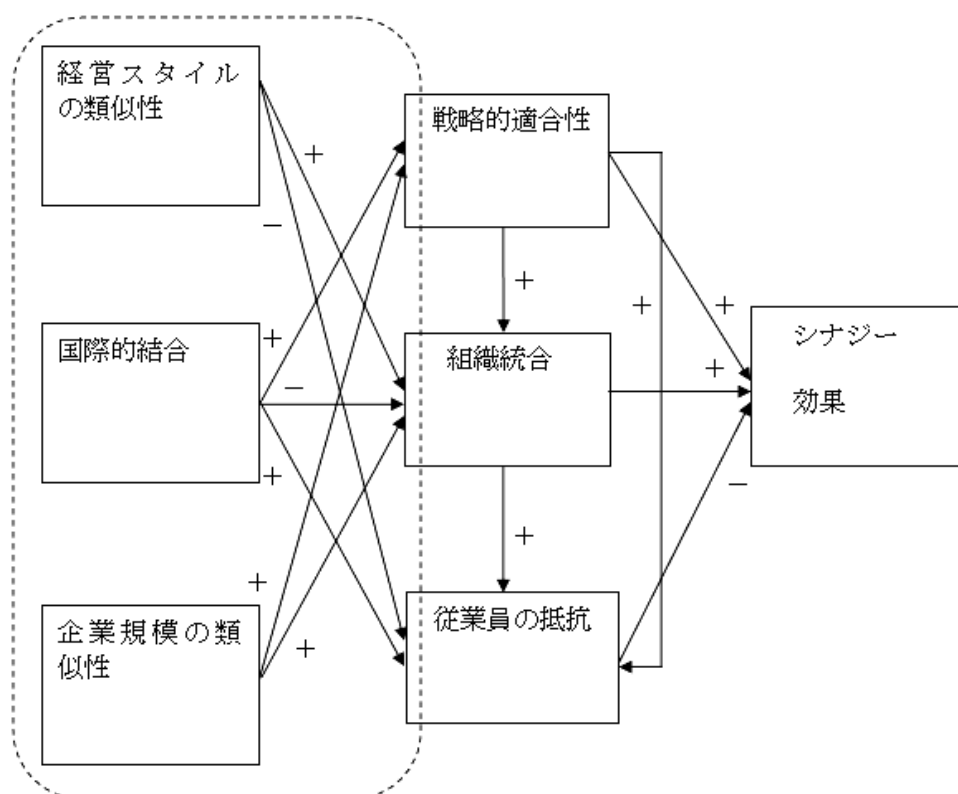 経営スタイル
の類似性
戦略的適合性
＋
－
＋
＋
＋
シナジー
効果
国際的結合
＋
－
組織統合
＋
＋
－
＋
＋
企業規模の類
似性
＋
従業員の抵抗